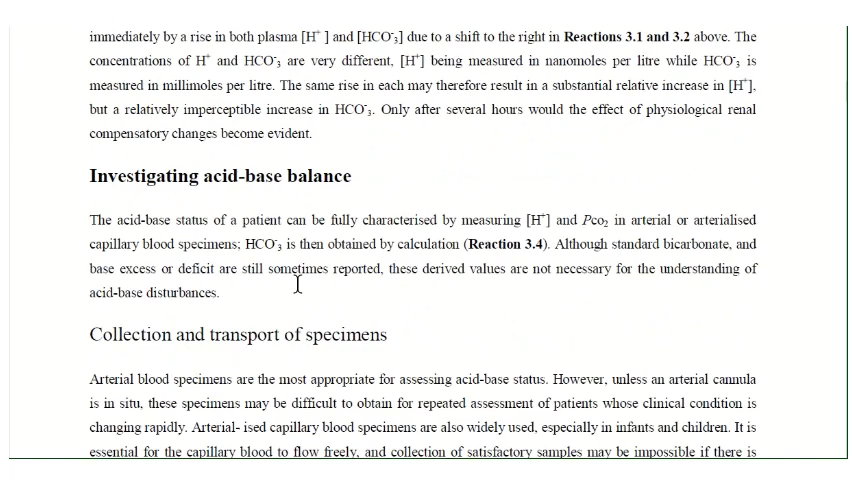 immediately by a rise in both plasma [H⁺ ] and [HCO⁻₃] due to a shift to the right in Reactions 3.1 and 3.2 above. The
concentrations of H⁺ and HCO⁻₃ are very different, [H⁺] being measured in nanomoles per litre while HCO⁻₃ is
measured in millimoles per litre. The same rise in each may therefore result in a substantial relative increase in [H⁺],
but a relatively imperceptible increase in HCO⁻₃. Only after several hours would the effect of physiological renal
compensatory changes become evident.
Investigating acid-base balance
The acid-base status of a patient can be fully characterised by measuring [H⁺] and Pco₂ in arterial or arterialised
capillary blood specimens; HCO⁻₃ is then obtained by calculation (Reaction 3.4). Although standard bicarbonate, and
base excess or deficit are still sometimes reported, these derived values are not necessary for the understanding of
acid-base disturbances.
Collection and transport of specimens
Arterial blood specimens are the most appropriate for assessing acid-base status. However, unless an arterial cannula
is in situ, these specimens may be difficult to obtain for repeated assessment of patients whose clinical condition is
changing rapidly. Arterial- ised capillary blood specimens are also widely used, especially in infants and children. It is
essential for the capillary blood to flow freely, and collection of satisfactory samples may be impossible if there is